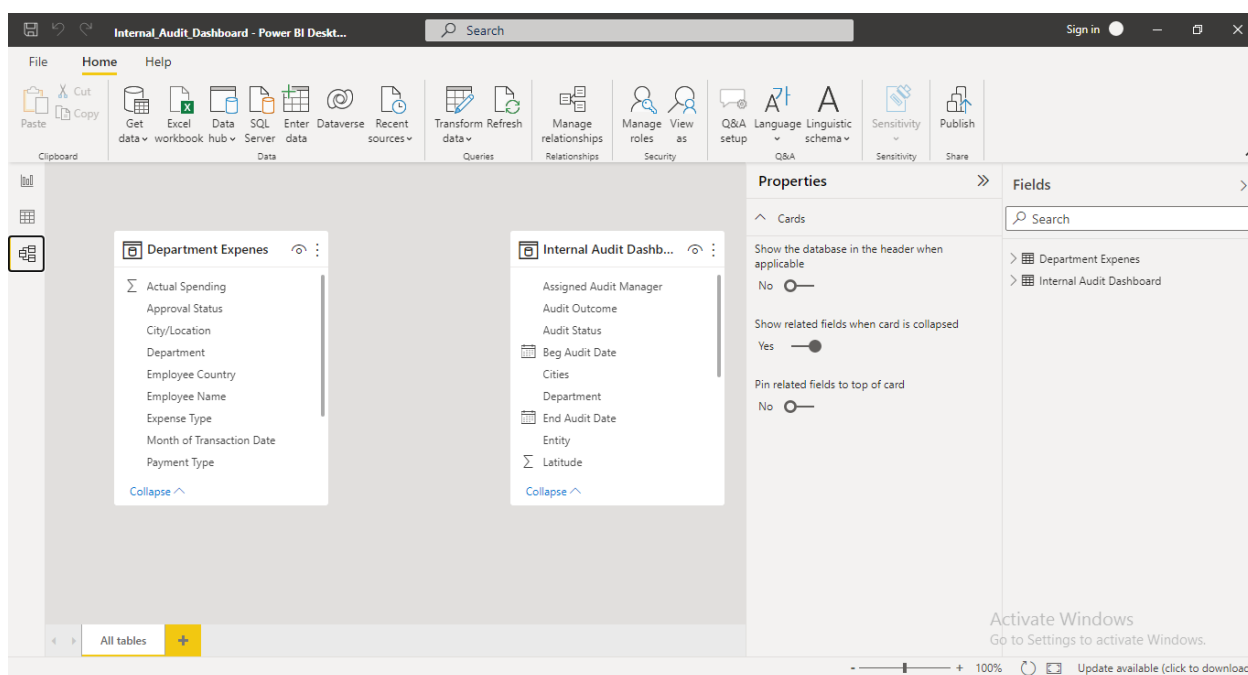 Internal_Audit_Dashboard - Power BI Deskt...
Search
Sign in
File Home Help
Paste
Cut
Copy
Clipboard
Get data
Excel workbook
Data hub
SQL Server
Enter data
Dataverse
Recent sources
Data
Transform data
Refresh
Queries
Manage relationships
Relationships
Manage roles
View as
Security
Q&A setup
Language
Linguistic schema
Q&A
Sensitivity
Sensitivity
Publish
Share
Department Expenes
Actual Spending
Approval Status
City/Location
Department
Employee Country
Employee Name
Expense Type
Month of Transaction Date
Payment Type
Collapse
Internal Audit Dashb...
Assigned Audit Manager
Audit Outcome
Audit Status
Beg Audit Date
Cities
Department
End Audit Date
Entity
Latitude
Collapse
Properties
Cards
Show the database in the header when
applicable
No
Show related fields when card is collapsed
Yes
Pin related fields to top of card
No
Fields
Search
Department Expenes
Internal Audit Dashboard
Activate Windows
Go to Settings to activate Windows.
All tables
- + 100%
Update available (click to download